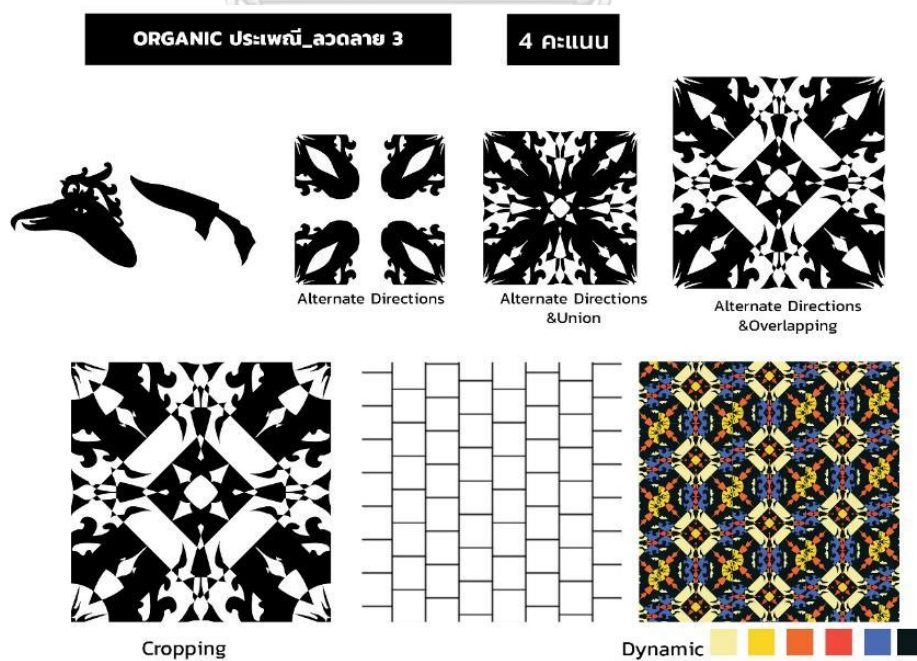 ORGANIC ประเพณี_ลวดลาย 3
4 คะแนน
Alternate Directions
Alternate Directions
&Union
Alternate Directions
&Overlapping
Cropping
Dynamic